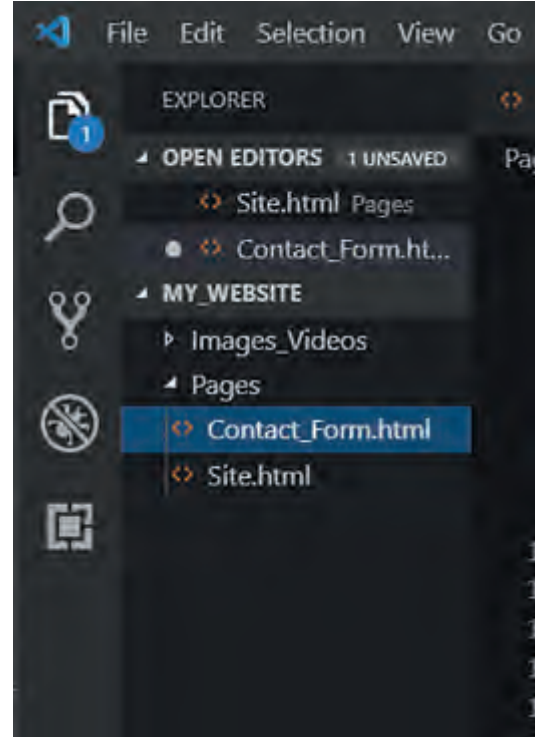 File Edit Selection View Go
EXPLORER
1
OPEN EDITORS 1 UNSAVED
Site.html Pages
Contact_Form.ht...
MY_WEBSITE
Images_Videos
Pages
Contact_Form.html
Site.html